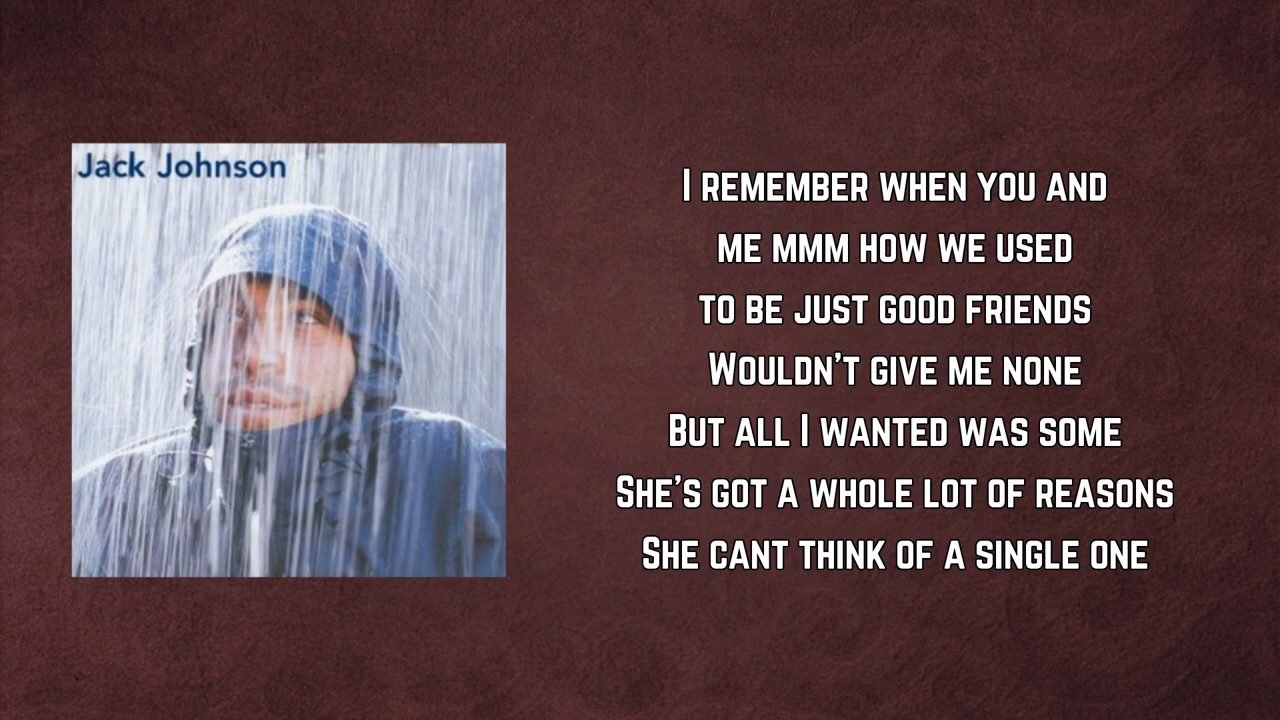 Jack Johnson
I REMEMBER WHEN YOU AND
ME MMM HOW WE USED
TO BE JUST GOOD FRIENDS
WOULDN'T GIVE ME NONE
BUT ALL I WANTED WAS SOME
SHE'S GOT A WHOLE LOT OF REASONS
SHE CANT THINK OF A SINGLE ONE